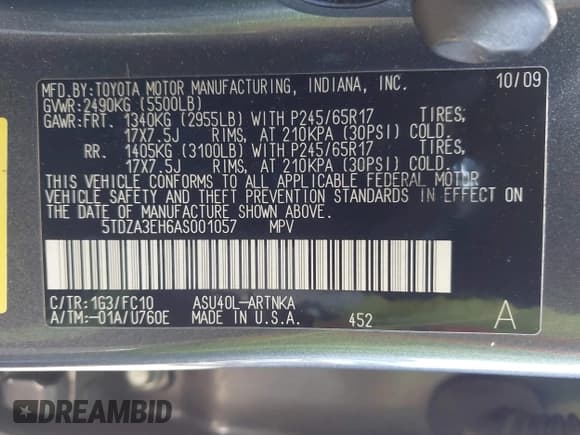 MFD.BY:TOYOTA MOTOR MANUFACTURING, INDIANA, INC. 10/09
GVWR:2490KG (5500LB)
GAWR:FRT. 1340KG (2955LB) WITH P245/65R17 TIRES,
17X7.5J RIMS, AT 210KPA (30PSI) COLD.
RR. 1405KG (3100LB) WITH P245/65R17 TIRES,
17X7.5J RIMS, AT 210KPA (30PSI) COLD.
THIS VEHICLE CONFORMS TO ALL APPLICABLE FEDERAL MOTOR
VEHICLE SAFETY AND THEFT PREVENTION STANDARDS IN EFFECT ON
THE DATE OF MANUFACTURE SHOWN ABOVE.
5TDZA3EH6AS001057 MPV
C/TR:1G3/FC10 ASU40L-ARTNKA
A/TM:-01A/U760E MADE IN U.S.A. 452 A
DREAMBID